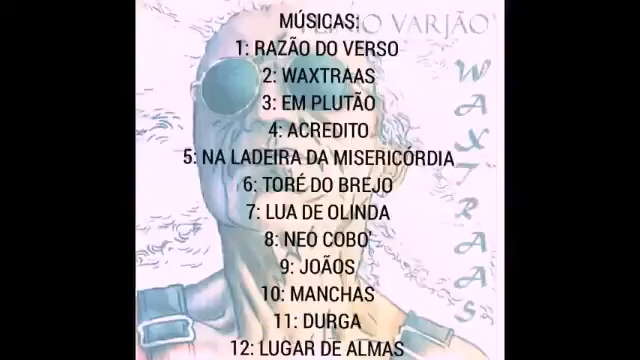 MÚSICAS:
VARJÃO
1: RAZÃO DO VERSO
2: WAXTRAAS
3: EM PLUTÃO
4: ACREDITO
5: NA LADEIRA DA MISERICÓRDIA
6: TORÉ DO BREJO
7: LUA DE OLINDA
8: NEO COBO'
9: JOÃOS
10: MANCHAS
11: DURGA
12: LUGAR DE ALMAS
WAXTRAAS